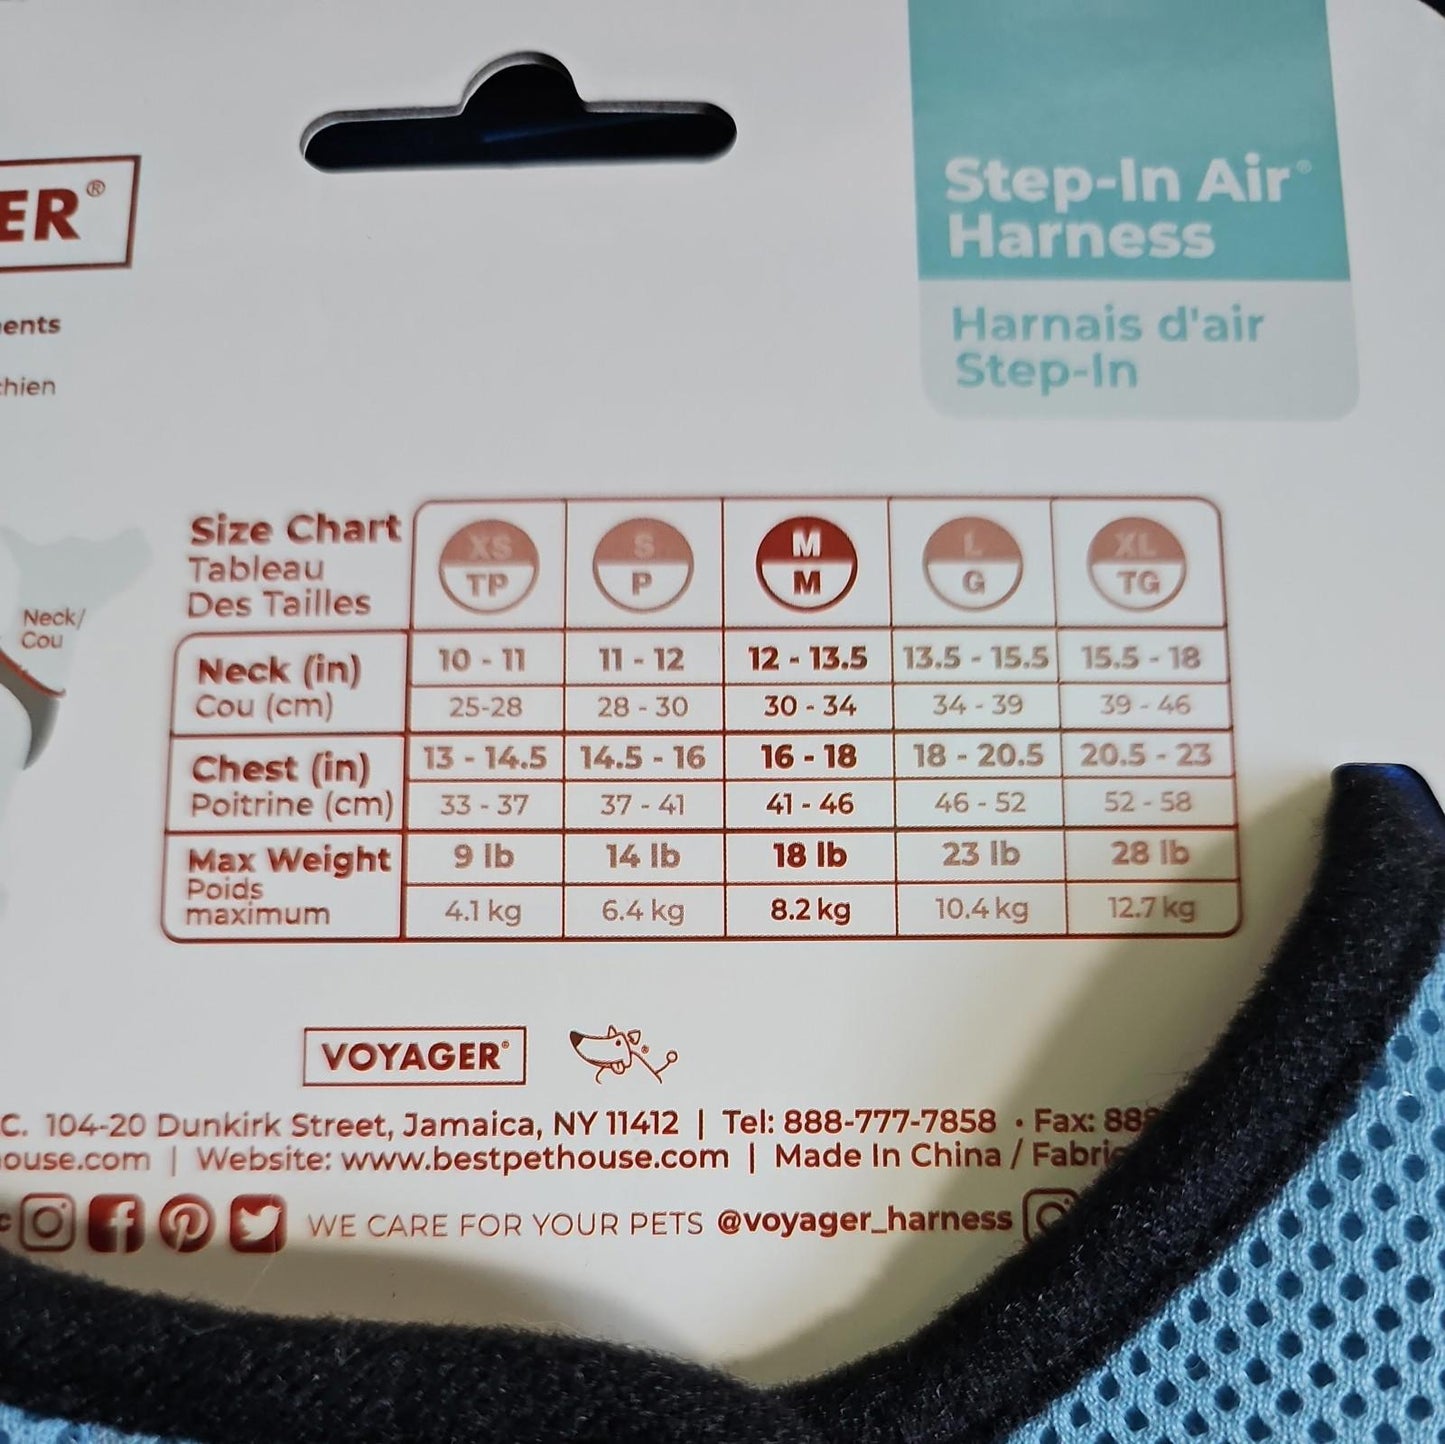 ER®
Step-In Air®
Harness
Harnais d'air
Step-In
ents
chien
Neck/
Cou
Size Chart
Tableau
Des Tailles
XS S M L XL
TP P M G TG
Neck (in) 10 - 11 11 - 12 12 - 13.5 13.5 - 15.5 15.5 - 18
Cou (cm) 25-28 28 - 30 30 - 34 34 - 39 39 - 46
Chest (in) 13 - 14.5 14.5 - 16 16 - 18 18 - 20.5 20.5 - 23
Poitrine (cm) 33 - 37 37 - 41 41 - 46 46 - 52 52 - 58
Max Weight 9 lb 14 lb 18 lb 23 lb 28 lb
Poids
maximum 4.1 kg 6.4 kg 8.2 kg 10.4 kg 12.7 kg
VOYAGER®
C. 104-20 Dunkirk Street, Jamaica, NY 11412 | Tel: 888-777-7858 • Fax: 888
ouse.com | Website: www.bestpethouse.com | Made In China / Fabri
WE CARE FOR YOUR PETS @voyager_harness